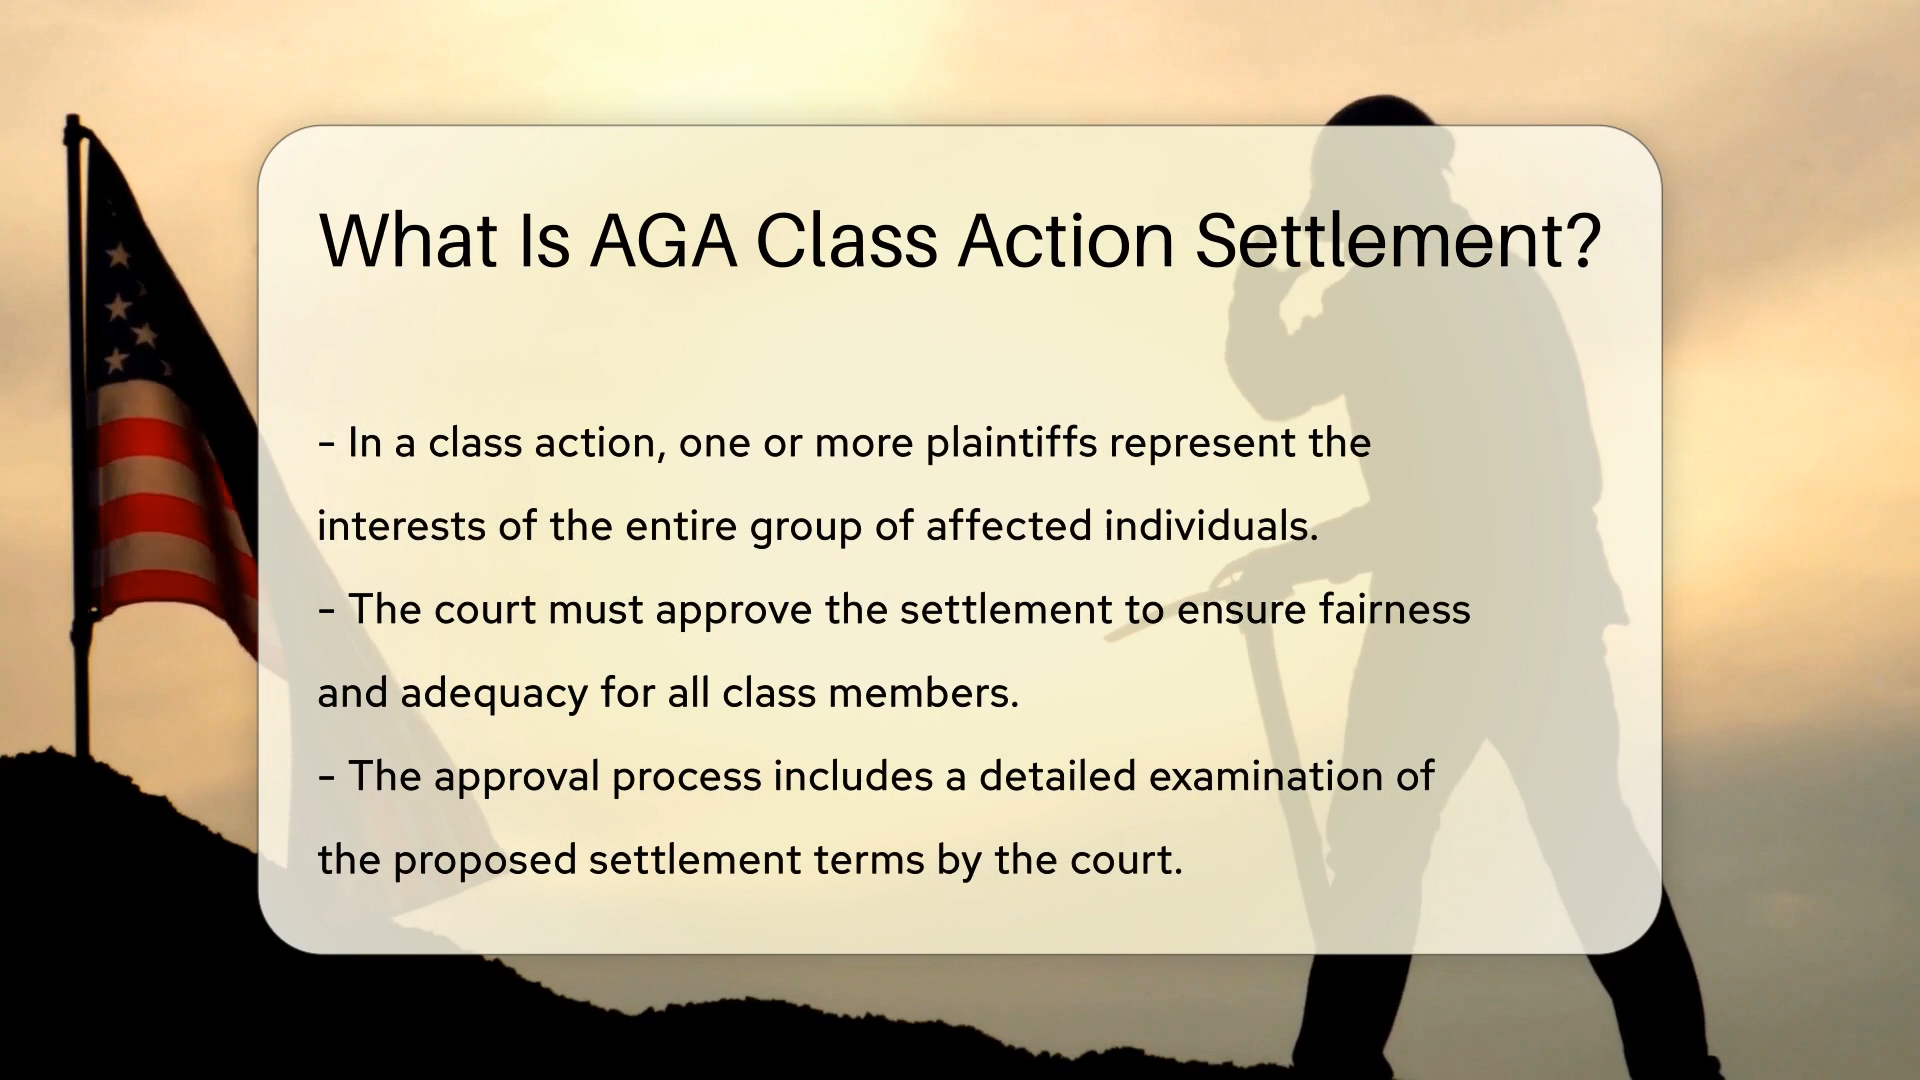 What Is AGA Class Action Settlement?
- In a class action, one or more plaintiffs represent the
interests of the entire group of affected individuals.
- The court must approve the settlement to ensure fairness
and adequacy for all class members.
- The approval process includes a detailed examination of
the proposed settlement terms by the court.